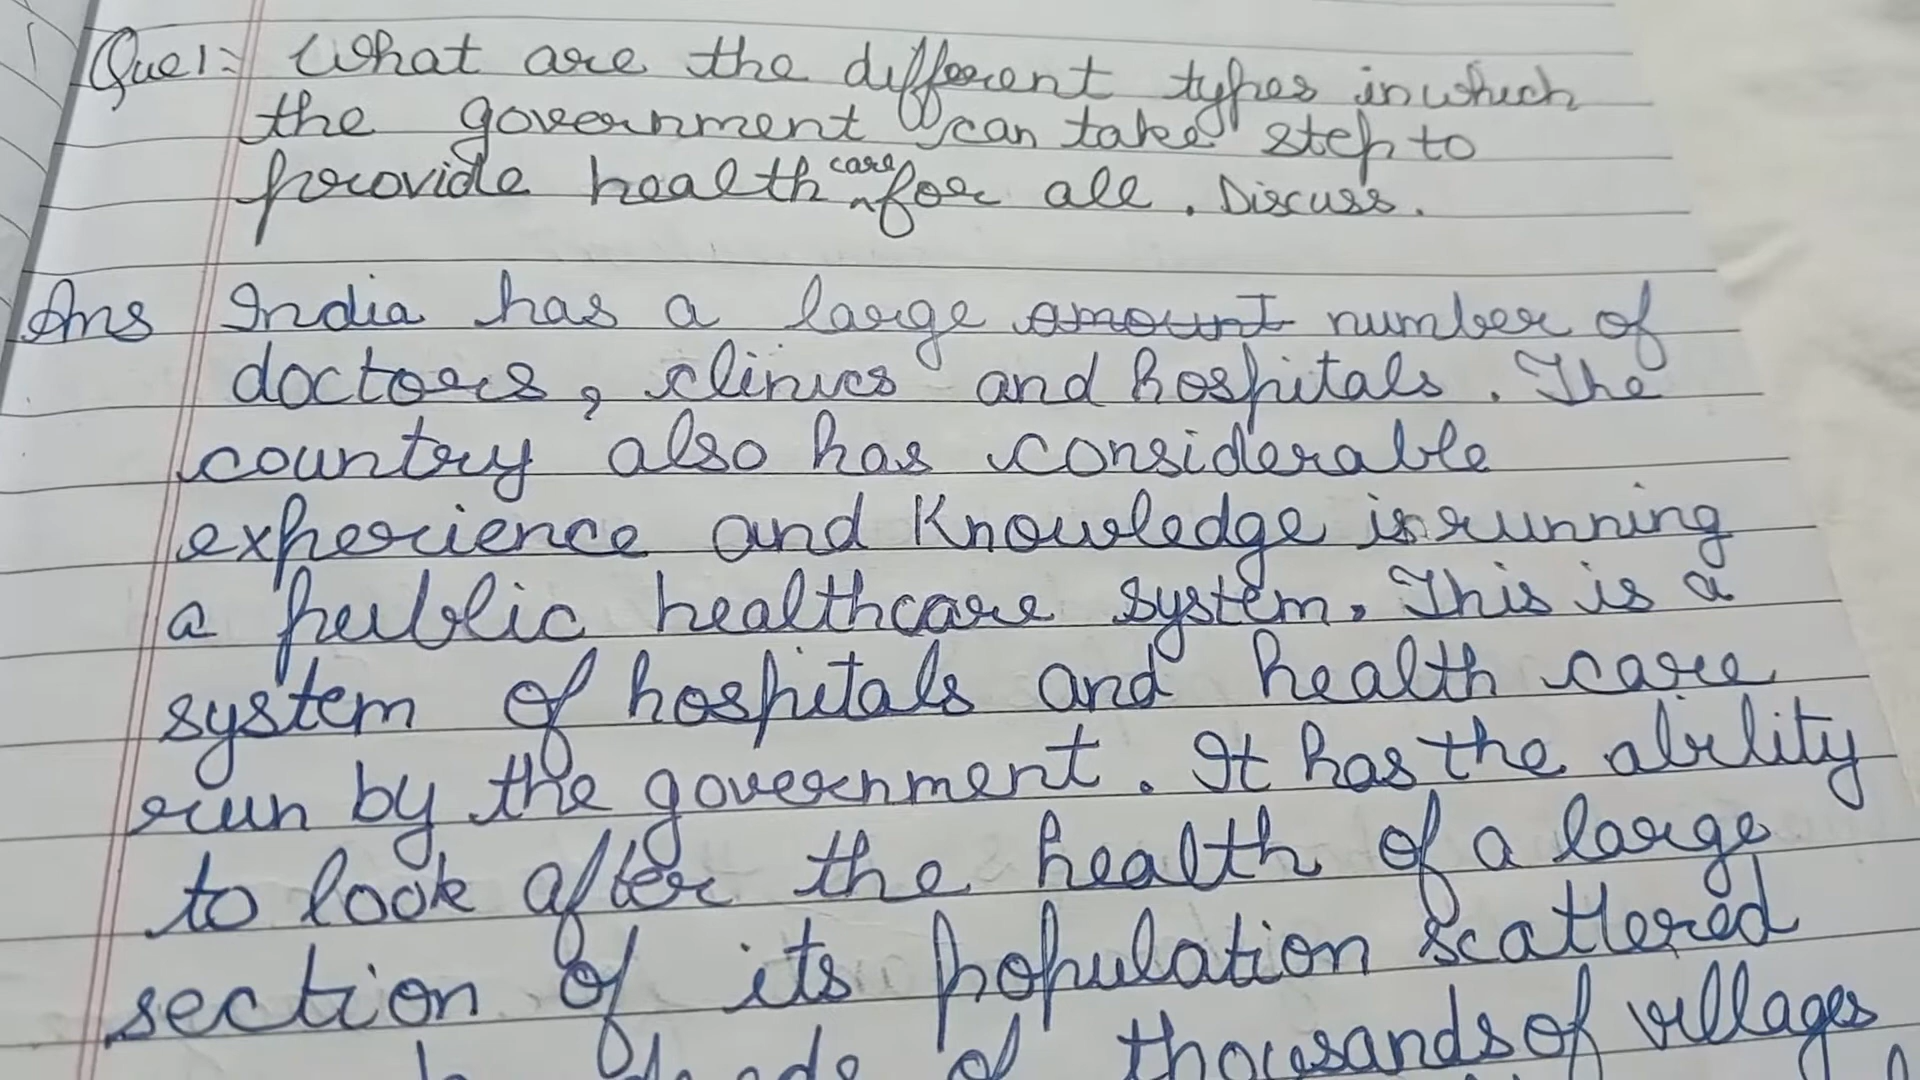 Que1:- What are the different types in which
the government can take step to
provide health care for all. Discuss.
Ans India has a large amount number of
doctors, clinics and hospitals. The
country also has considerable
experience and Knowledge is running
a public healthcare system. This is a
system of hospitals and health care
run by the government. It has the ability
to look after the health of a large
section of its population scattered
of thousands of villages